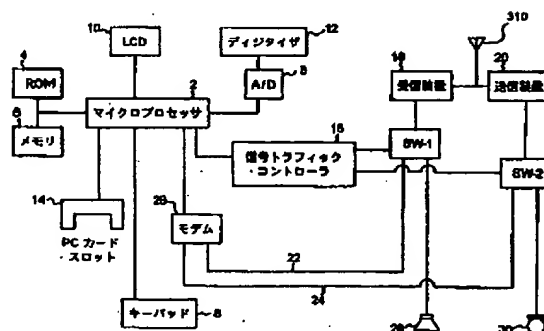 10
LCD
12
ディジタイザ
310
4
ROM
2
A/D
9
18
受信装置
20
送信装置
マイクロプロセッサ
6
メモリ
16
信号トラフィック
・コントローラ
SW-1
SW-2
14
PCカード
・スロット
26
モデム
22
24
キーパッド
8
28
30